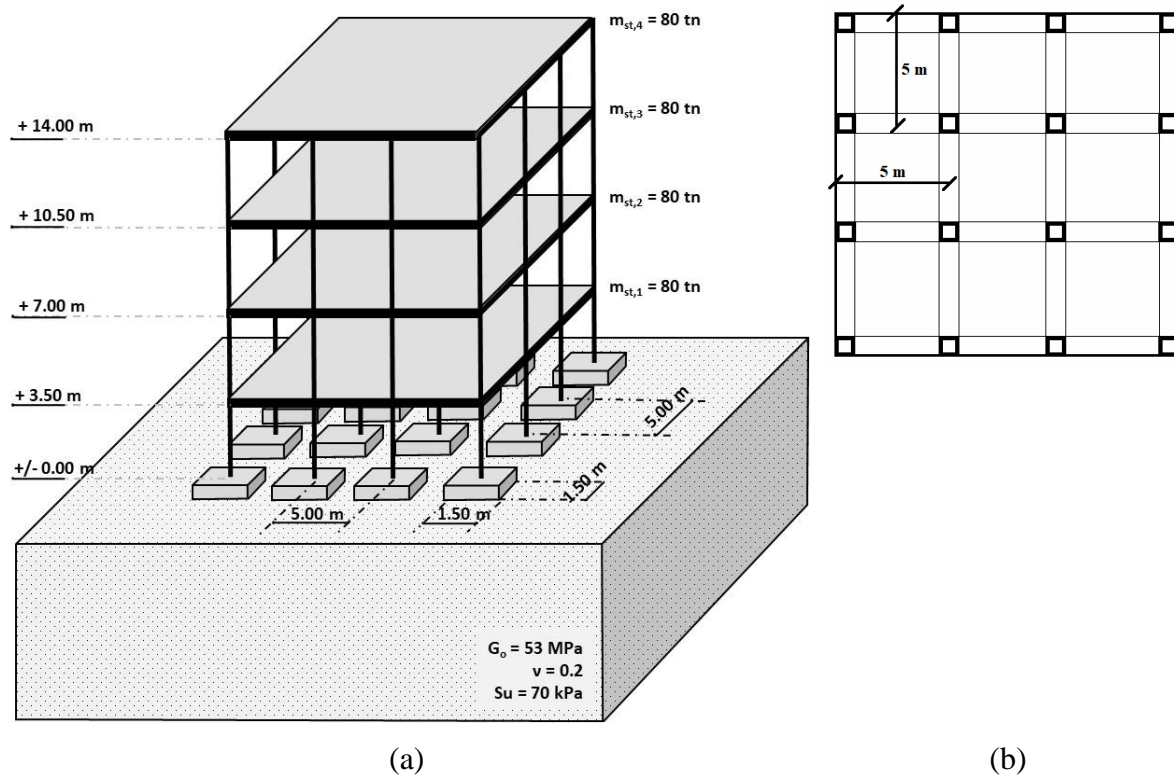 m_st,4 = 80 tn
m_st,3 = 80 tn
m_st,2 = 80 tn
m_st,1 = 80 tn
+ 14.00 m
+ 10.50 m
+ 7.00 m
+ 3.50 m
+/- 0.00 m
5.00 m
1.50 m
1.50 m
5.00 m
G_o = 53 MPa
ν = 0.2
Su = 70 kPa
(a)
5 m
5 m
(b)